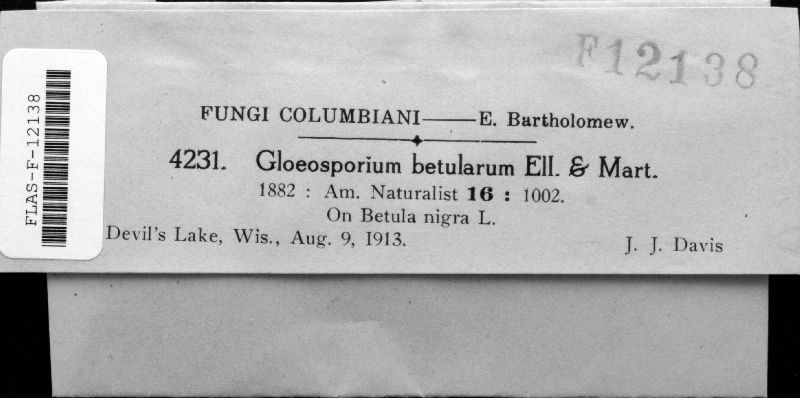 F12138
FLAS-F-12138
FUNGI COLUMBIANI——E. Bartholomew.
4231. Gloeosporium betularum Ell. & Mart.
1882 : Am. Naturalist 16 : 1002.
On Betula nigra L.
Devil's Lake, Wis., Aug. 9, 1913.
J. J. Davis